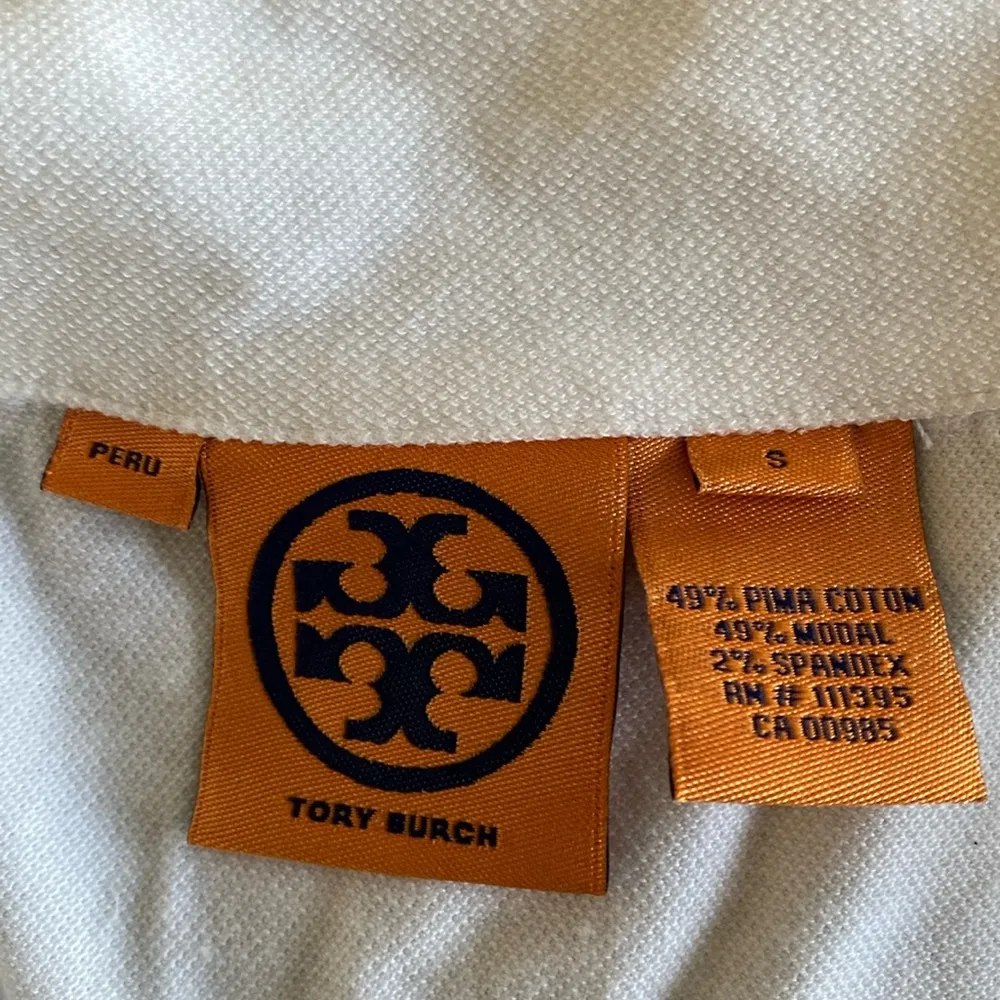 PERU
TORY BURCH
S
49% PIMA COTON
49% MODAL
2% SPANDEX
RN # 111395
CA 00985